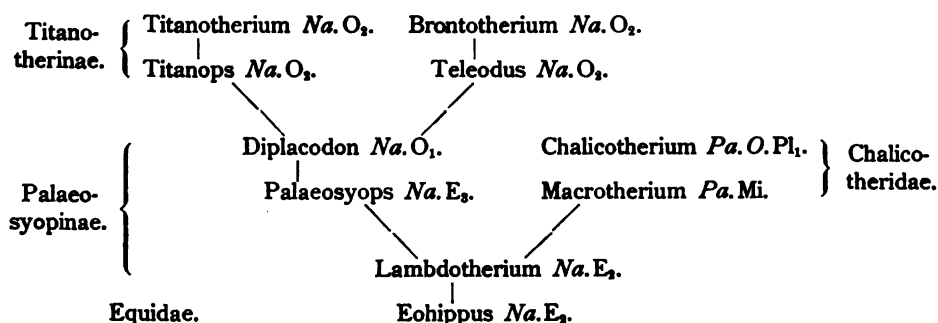 Titano-
therinae.
Titanotherium Na. O₂. Brontotherium Na. O₂.
Titanops Na. O₂. Teleodus Na. O₂.
Diplacodon Na. O₁. Chalicotherium Pa. O. Pl₁.
Palaeosyops Na. E₃. Macrotherium Pa. Mi.
Chalico-
theridae.
Palaeo-
syopinae.
Lambdotherium Na. E₂.
Equidae. Eohippus Na. E₂.